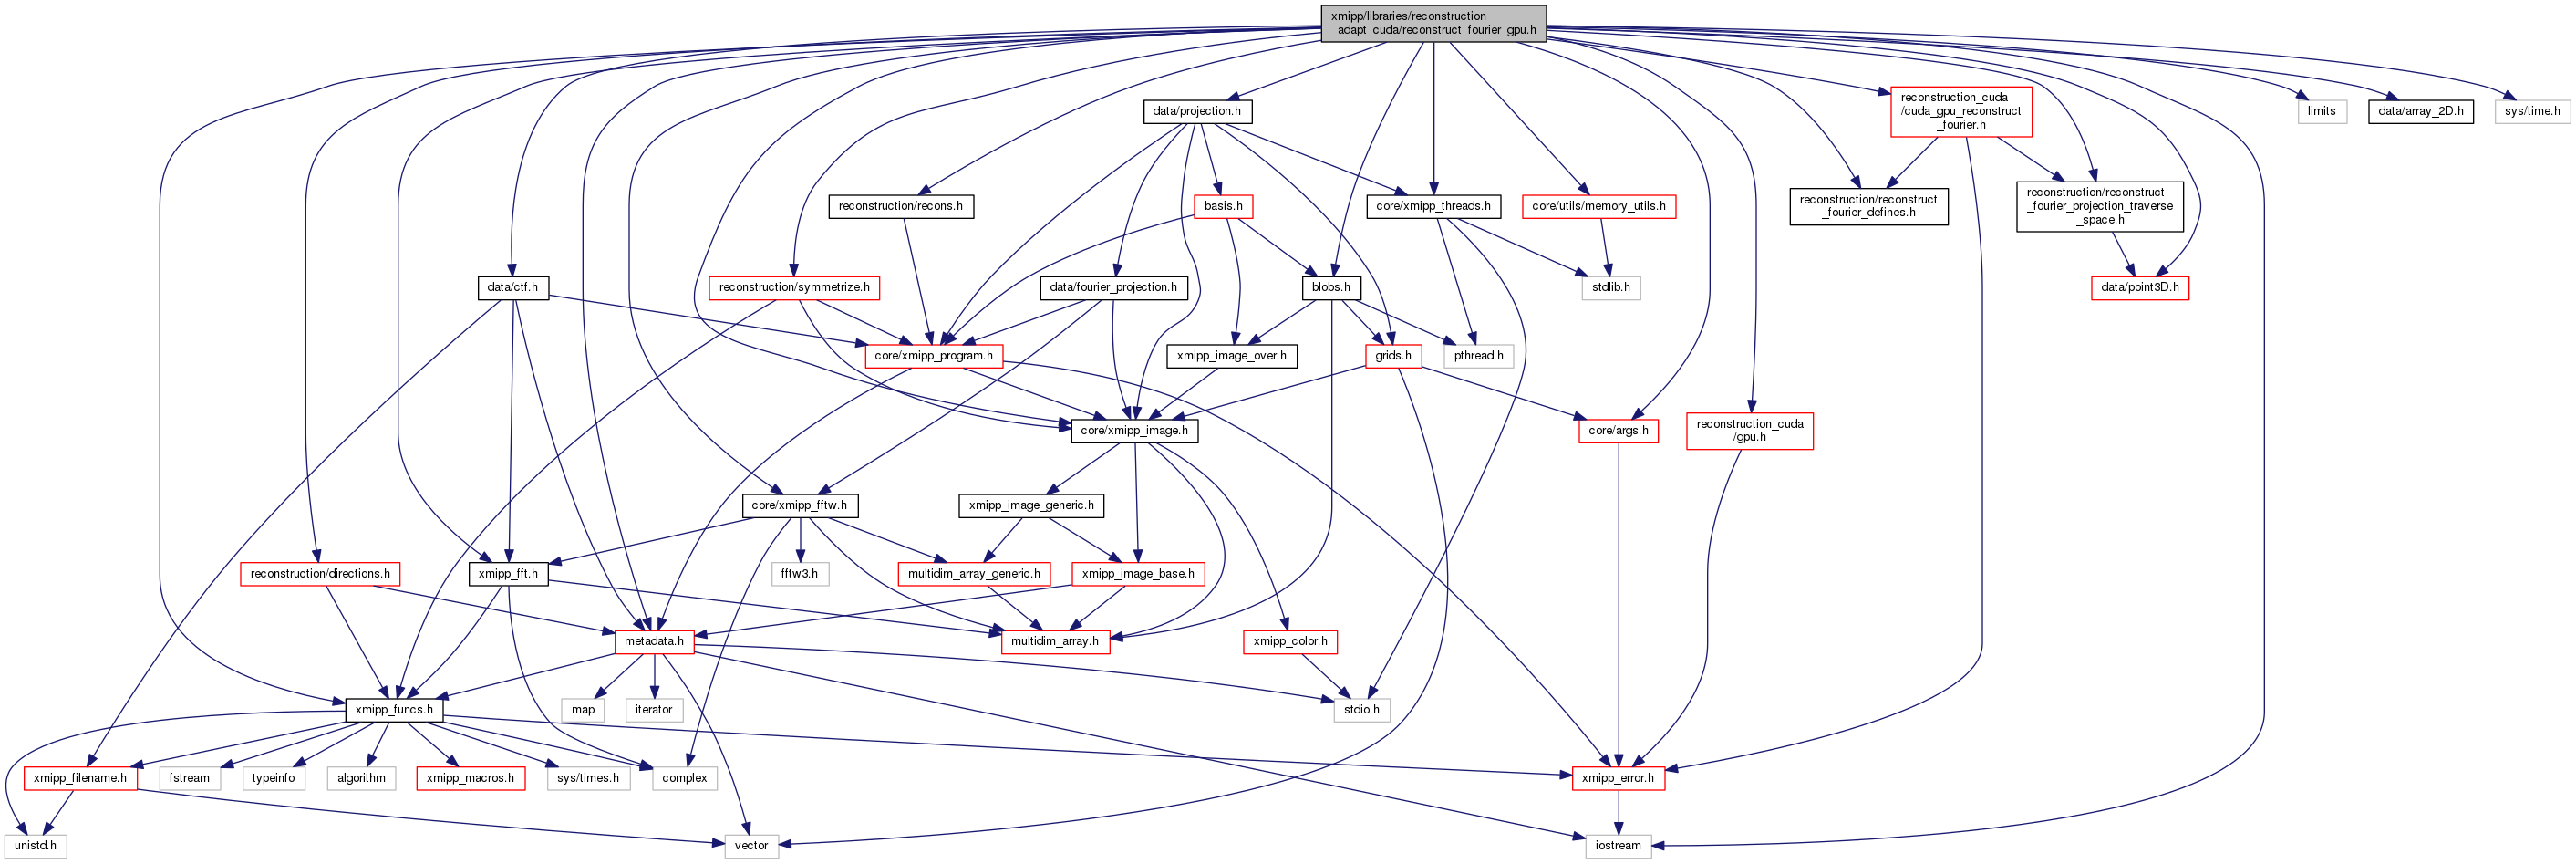 xmipp/libraries/reconstruction
_adapt_cuda/reconstruct_fourier_gpu.h
data/projection.h
reconstruction_cuda
/cuda_gpu_reconstruct
_fourier.h
limits
data/array_2D.h
sys/time.h
reconstruction/recons.h
basis.h
core/xmipp_threads.h
core/utils/memory_utils.h
reconstruction/reconstruct
_fourier_defines.h
reconstruction/reconstruct
_fourier_projection_traverse
_space.h
data/ctf.h
reconstruction/symmetrize.h
data/fourier_projection.h
blobs.h
stdlib.h
data/point3D.h
core/xmipp_program.h
xmipp_image_over.h
grids.h
pthread.h
core/xmipp_image.h
core/args.h
reconstruction_cuda
/gpu.h
core/xmipp_fftw.h
xmipp_image_generic.h
reconstruction/directions.h
xmipp_fft.h
fftw3.h
multidim_array_generic.h
xmipp_image_base.h
metadata.h
multidim_array.h
xmipp_color.h
xmipp_funcs.h
map
iterator
stdio.h
xmipp_filename.h
fstream
typeinfo
algorithm
xmipp_macros.h
sys/times.h
complex
xmipp_error.h
unistd.h
vector
iostream